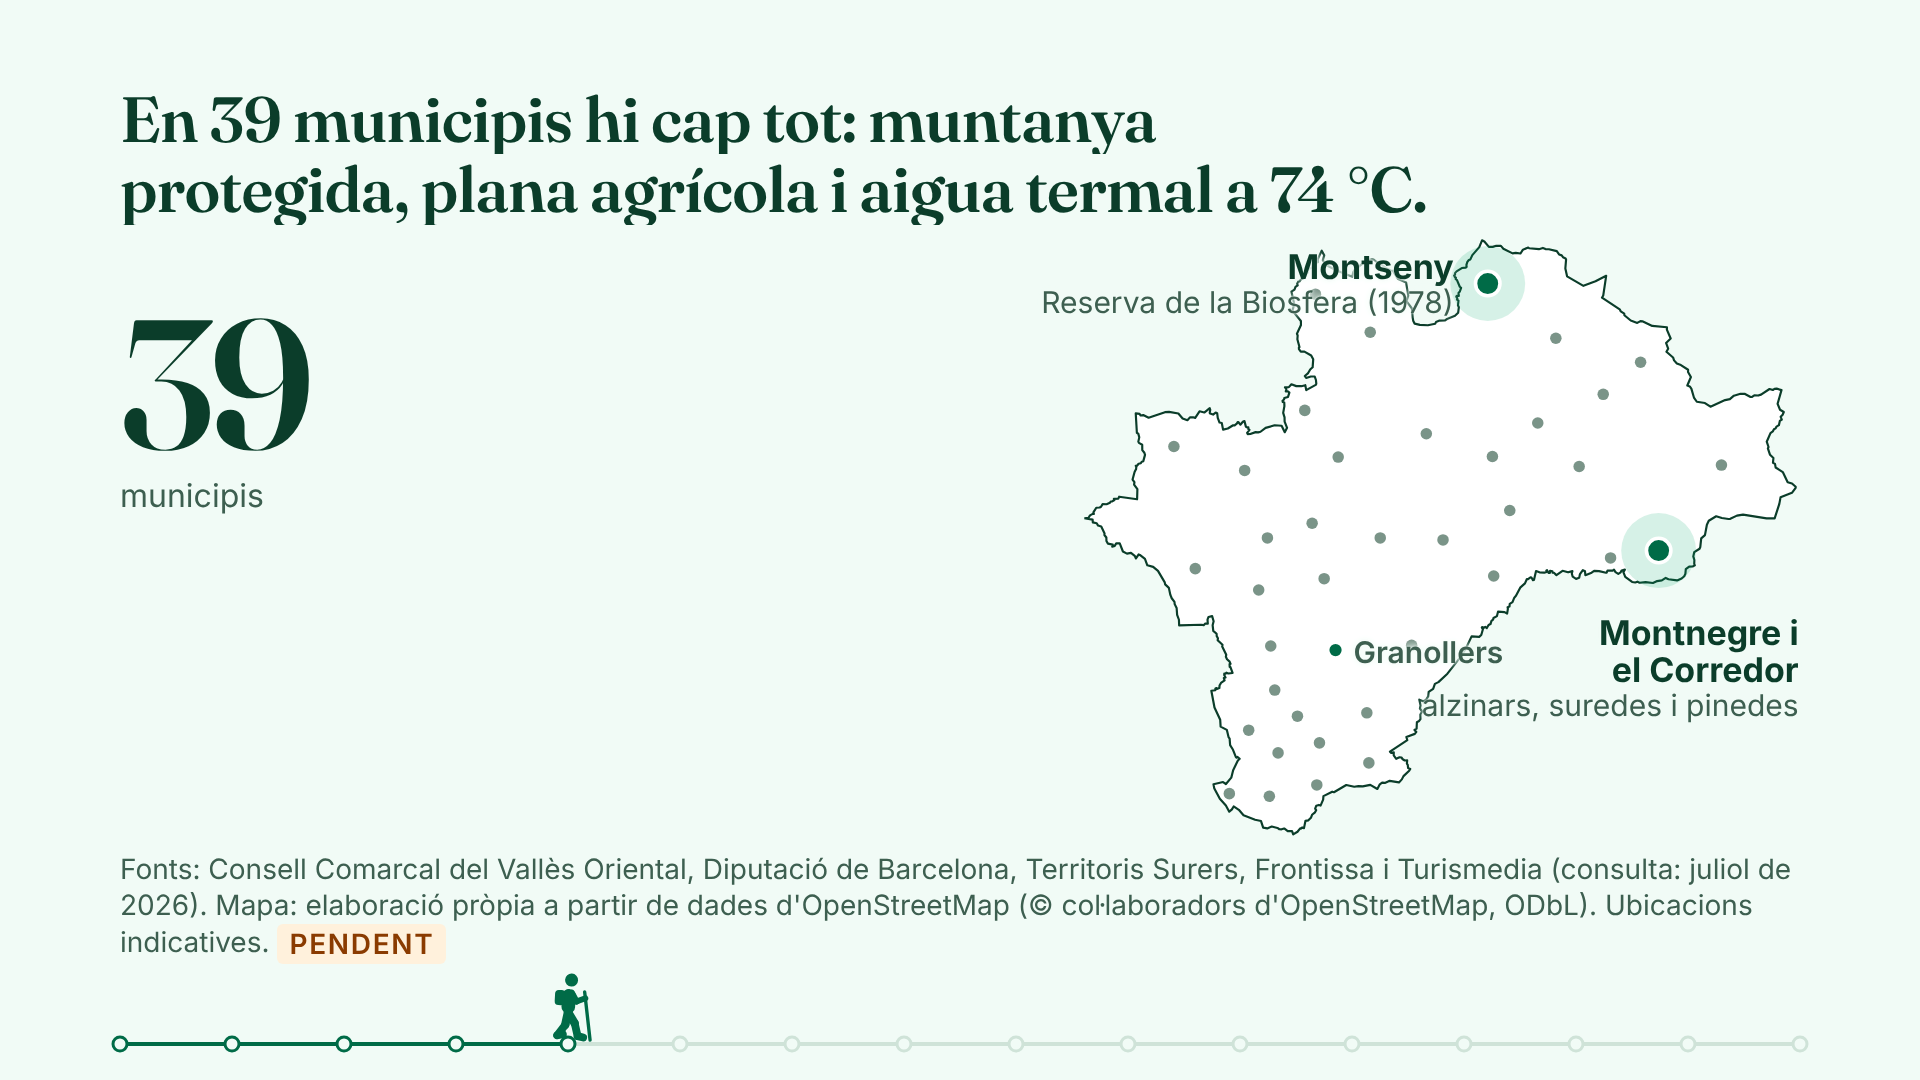 En 39 municipis hi cap tot: muntanya
protegida, plana agrícola i aigua termal a 74 °C.
39
municipis
Montseny
Reserva de la Biosfera (1978)
Granollers
Montnegre i
el Corredor
alzinars, suredes i pinedes
Fonts: Consell Comarcal del Vallès Oriental, Diputació de Barcelona, Territoris Surers, Frontissa i Turismedia (consulta: juliol de
2026). Mapa: elaboració pròpia a partir de dades d'OpenStreetMap (© col·laboradors d'OpenStreetMap, ODbL). Ubicacions
indicatives. PENDENT